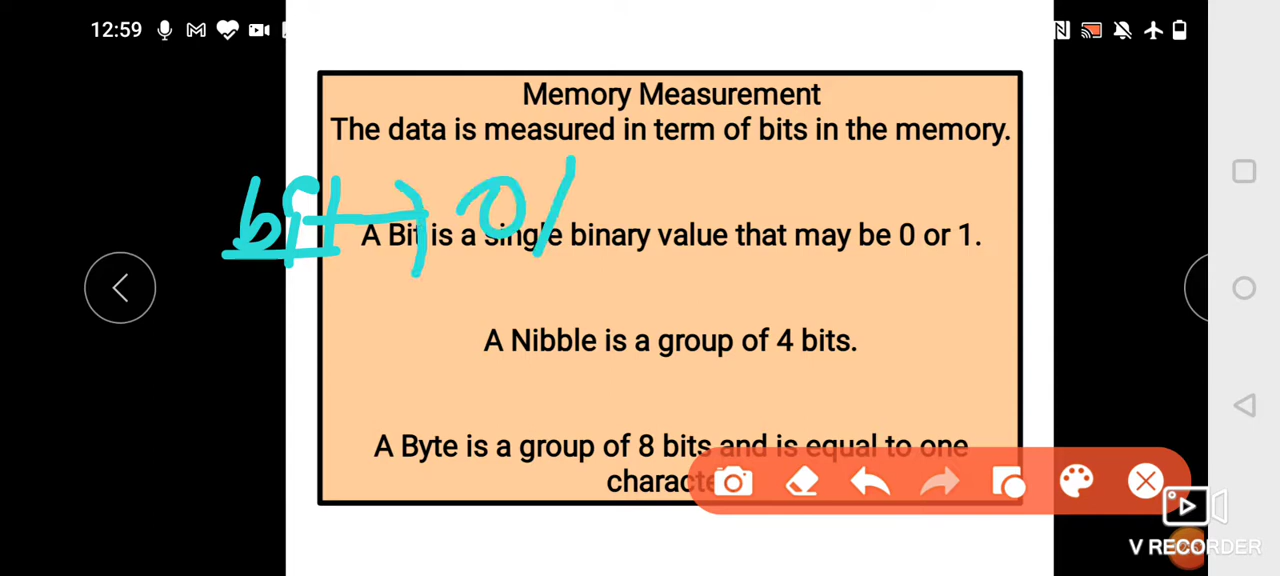 12:59
Memory Measurement
The data is measured in term of bits in the memory.
bit → 0/
A Bit is a single binary value that may be 0 or 1.
A Nibble is a group of 4 bits.
A Byte is a group of 8 bits and is equal to one
V RECORDER